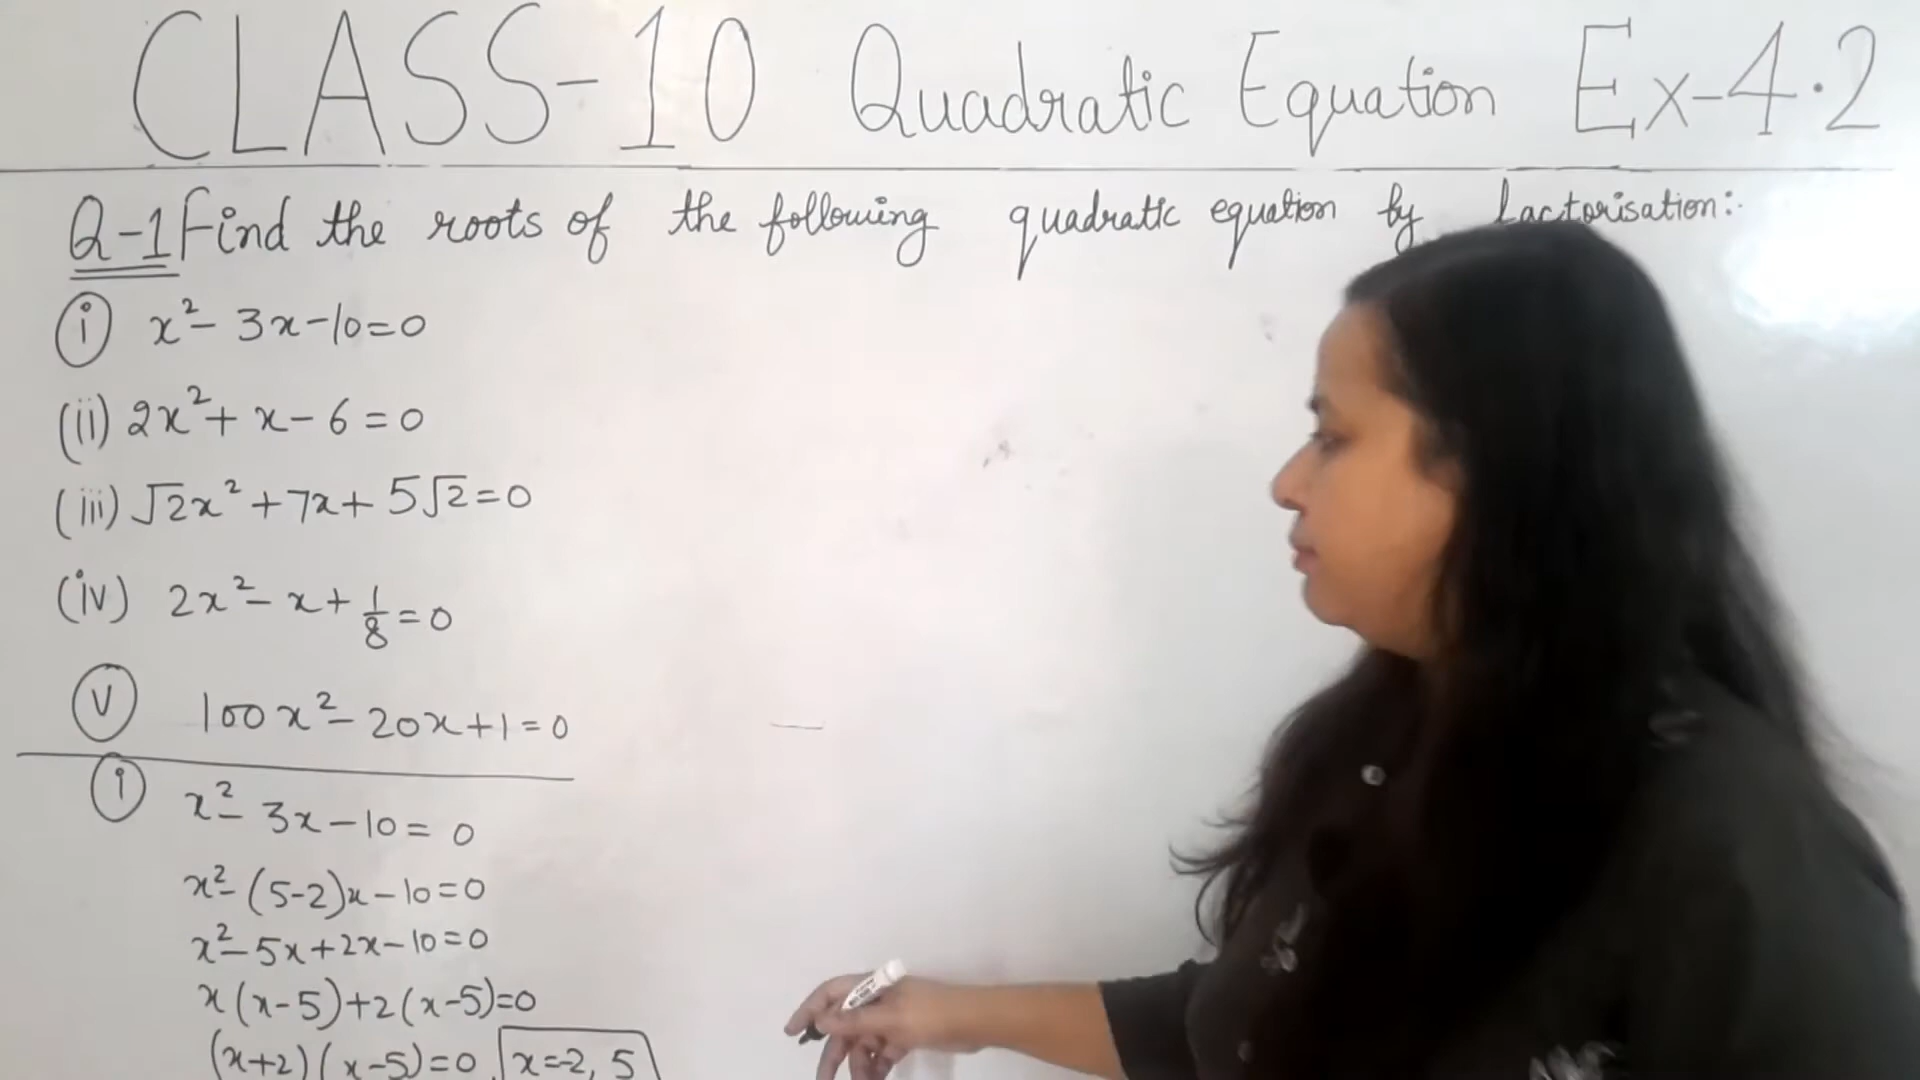 CLASS-10 Quadratic Equation Ex-4.2
Q-1 Find the roots of the following quadratic equation by factorisation:-
(i) x² - 3x - 10 = 0
(ii) 2x² + x - 6 = 0
(iii) √2x² + 7x + 5√2 = 0
(iv) 2x² - x + 1/8 = 0
(v) 100x² - 20x + 1 = 0
(i) x² - 3x - 10 = 0
x² - (5-2)x - 10 = 0
x² - 5x + 2x - 10 = 0
x(x-5) + 2(x-5) = 0
(x+2)(x-5) = 0, x = -2, 5